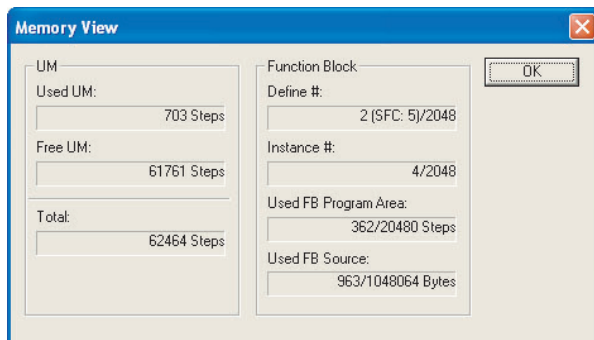 Memory View
UM
Used UM:
703 Steps
Free UM:
61761 Steps
Total:
62464 Steps
Function Block
Define #:
2 (SFC: 5)/2048
Instance #:
4/2048
Used FB Program Area:
362/20480 Steps
Used FB Source:
963/1048064 Bytes
OK